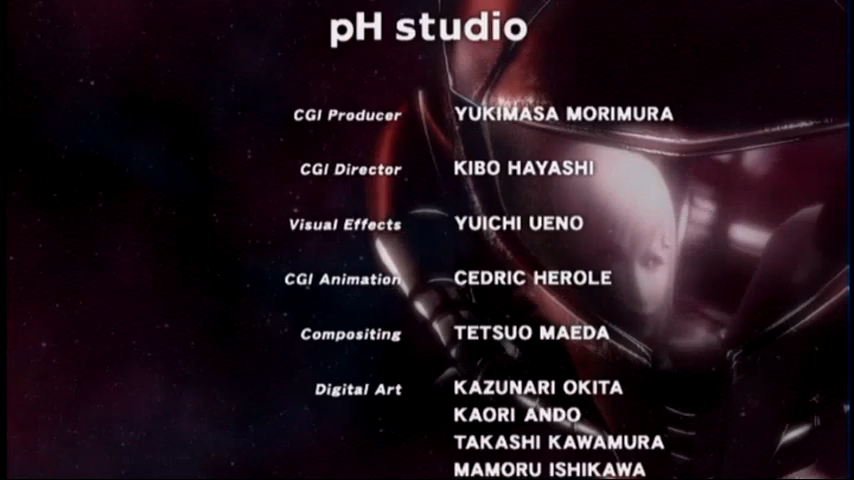 pH studio
CGI Producer YUKIMASA MORIMURA
CGI Director KIBO HAYASHI
Visual Effects YUICHI UENO
CGI Animation CEDRIC HEROLE
Compositing TETSUO MAEDA
Digital Art KAZUNARI OKITA
KAORI ANDO
TAKASHI KAWAMURA
MAMORU ISHIKAWA